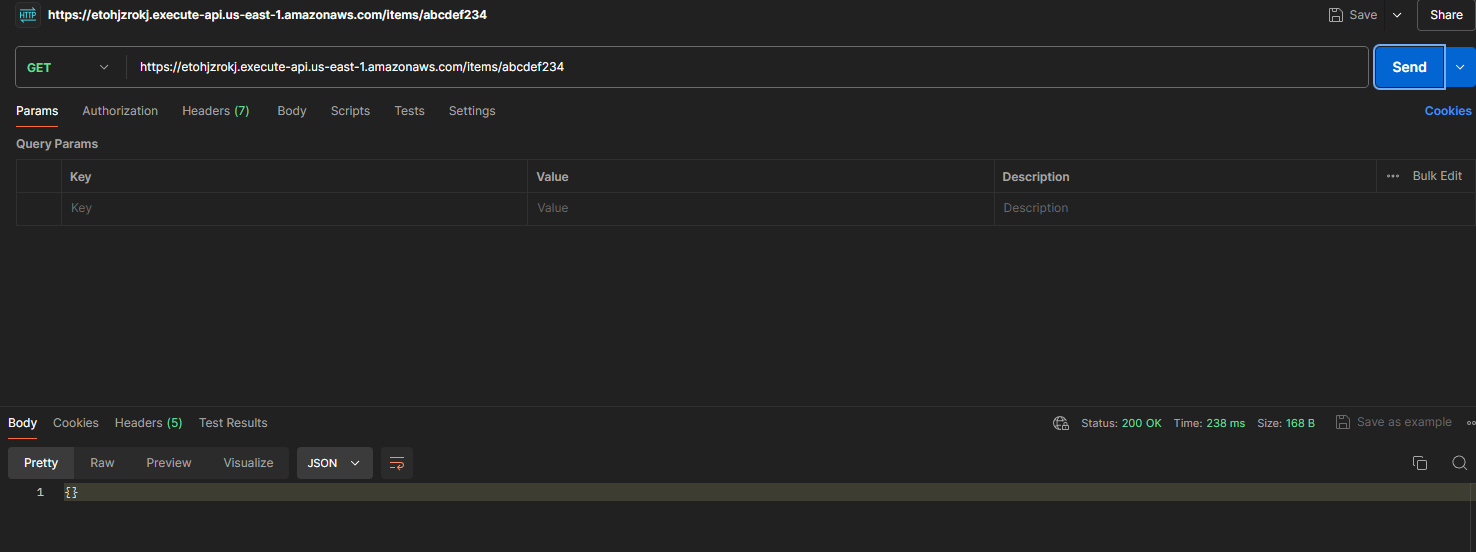 HTTP https://etohjzrokj.execute-api.us-east-1.amazonaws.com/items/abcdef234 Save Share
GET https://etohjzrokj.execute-api.us-east-1.amazonaws.com/items/abcdef234 Send
Params Authorization Headers (7) Body Scripts Tests Settings Cookies
Query Params
Key Value Description ••• Bulk Edit
Key Value Description
Body Cookies Headers (5) Test Results Status: 200 OK Time: 238 ms Size: 168 B Save as example
Pretty Raw Preview Visualize JSON
1 {}